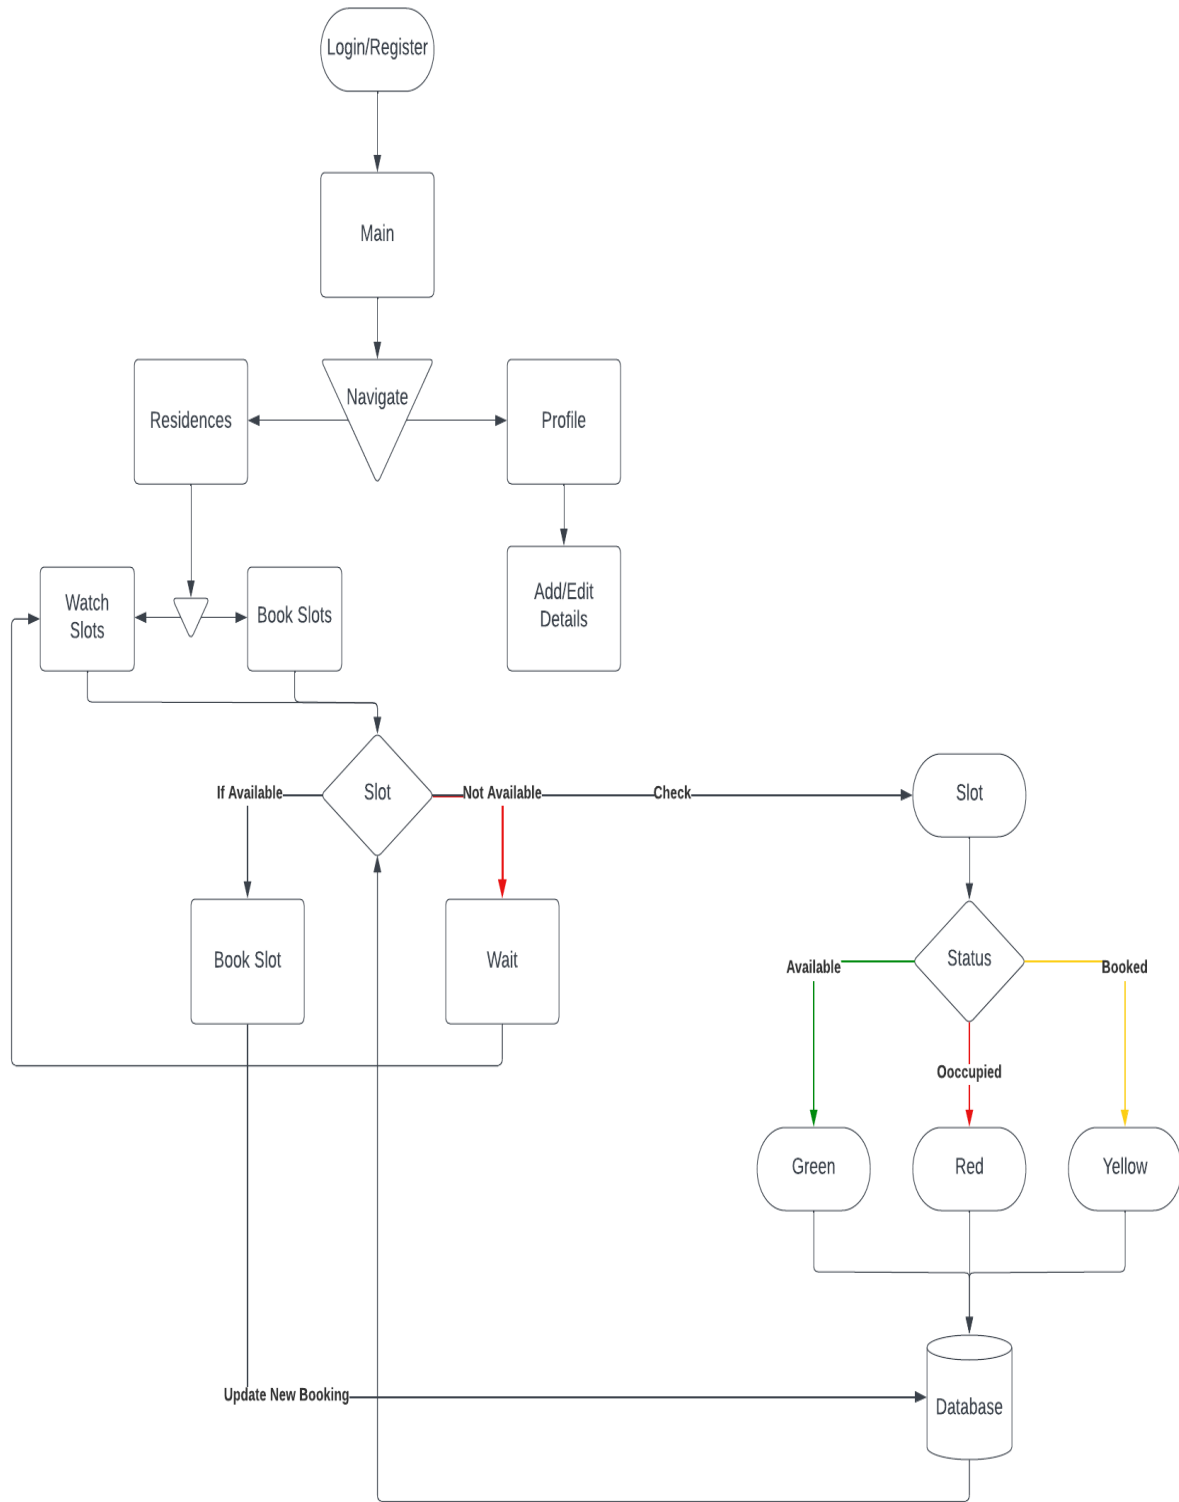 Login/Register
Main
Navigate
Residences
Profile
Watch
Slots
Book Slots
Add/Edit
Details
If Available
Slot
Not Available
Check
Slot
Book Slot
Wait
Status
Available
Booked
Ooccupied
Green
Red
Yellow
Update New Booking
Database